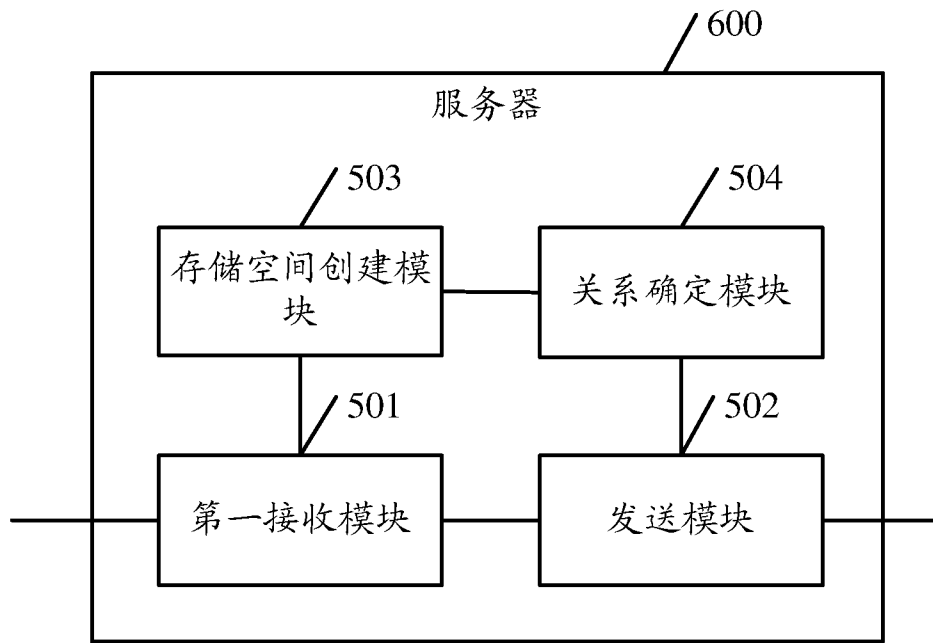 600
服务器
503
504
存储空间创建模
块
关系确定模块
501
502
第一接收模块
发送模块